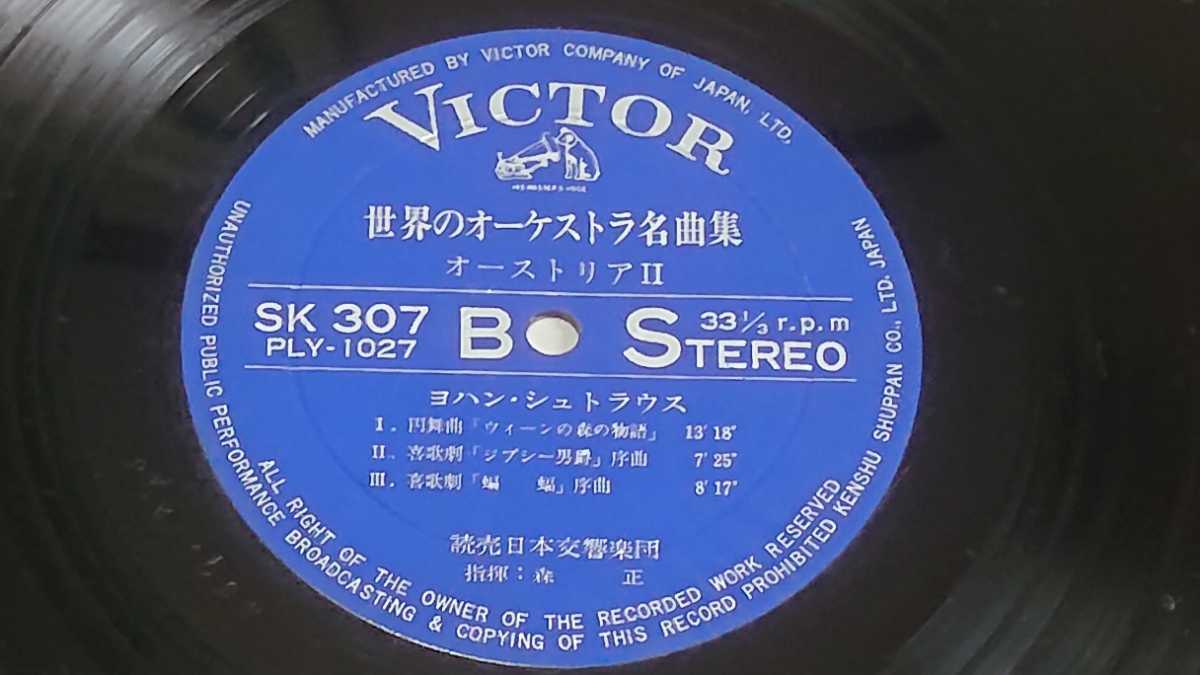 MANUFACTURED BY VICTOR COMPANY OF JAPAN, LTD,
VICTOR
世界のオーケストラ名曲集
オーストリアII
SK 307
PLY-1027
B
STEREO
33 1/3 r.p.m
ヨハン・シュトラウス
I. 円舞曲「ウィーンの森の物語」 13′18″
II. 喜歌劇「ジプシー男爵」序曲 7′25″
III. 喜歌劇「蝙 蝠」序曲 8′17″
読売日本交響楽団
指揮:森 正
UNAUTHORIZED PUBLIC PERFORMANCE BROADCASTING & COPYING OF THIS RECORD PROHIBITED KENSHU SHUPPAN CO., LTD. JAPAN
ALL RIGHT OF THE OWNER OF THE RECORDED WORK RESERVED